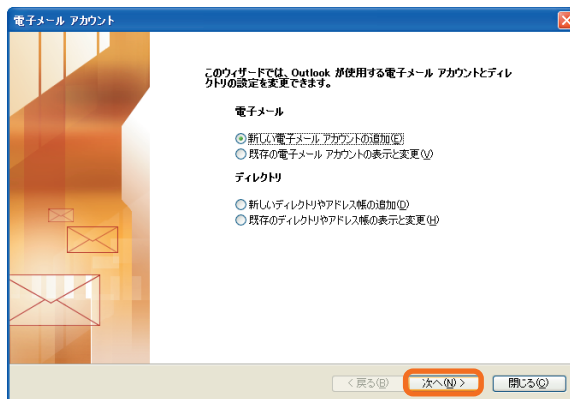 電子メール アカウント
このウィザードでは、Outlook が使用する電子メール アカウントとディレ
クトリの設定を変更できます。
電子メール
新しい電子メール アカウントの追加(E)
既存の電子メール アカウントの表示と変更(V)
ディレクトリ
新しいディレクトリやアドレス帳の追加(D)
既存のディレクトリやアドレス帳の表示と変更(H)
< 戻る(B) 次へ(N) > 閉じる(C)